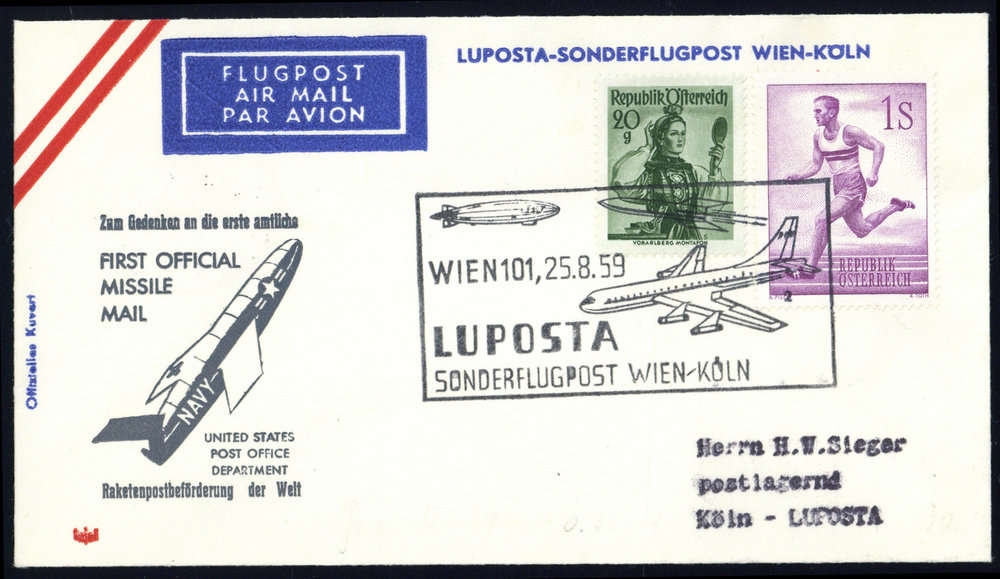 LUPOSTA-SONDERFLUGPOST WIEN-KÖLN
FLUGPOST
AIR MAIL
PAR AVION
Republik Österreich
20
g
VORARLBERG MONTAFON
1S
REPUBLIK
ÖSTERREICH
Zum Gedenken an die erste amtliche
FIRST OFFICIAL
MISSILE
MAIL
NAVY
UNITED STATES
POST OFFICE
DEPARTMENT
Raketenpostbeförderung der Welt
Offizielles Kuvert
WIEN 101, 25.8.59
2
LUPOSTA
SONDERFLUGPOST WIEN-KÖLN
Herrn H.W.Sieger
postlagernd
Köln - LUPOSTA